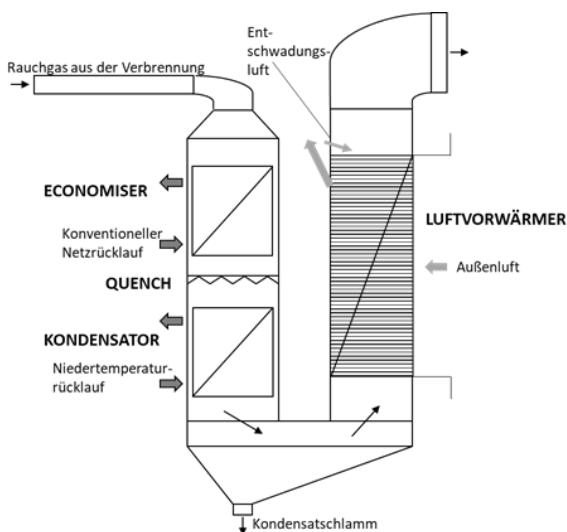 Ent-
schwadungs-
luft
Rauchgas aus der Verbrennung
ECONOMISER
Konventioneller
Netzrücklauf
QUENCH
KONDENSATOR
Niedertemperatur-
rücklauf
LUFTVORWÄRMER
Außenluft
Kondensatschlamm